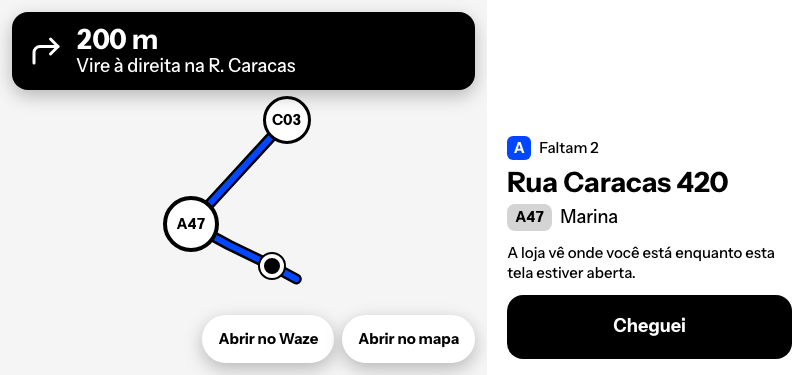 200 m
Vire à direita na R. Caracas
C03
A47
Abrir no Waze
Abrir no mapa
A Faltam 2
Rua Caracas 420
A47 Marina
A loja vê onde você está enquanto esta
tela estiver aberta.
Cheguei